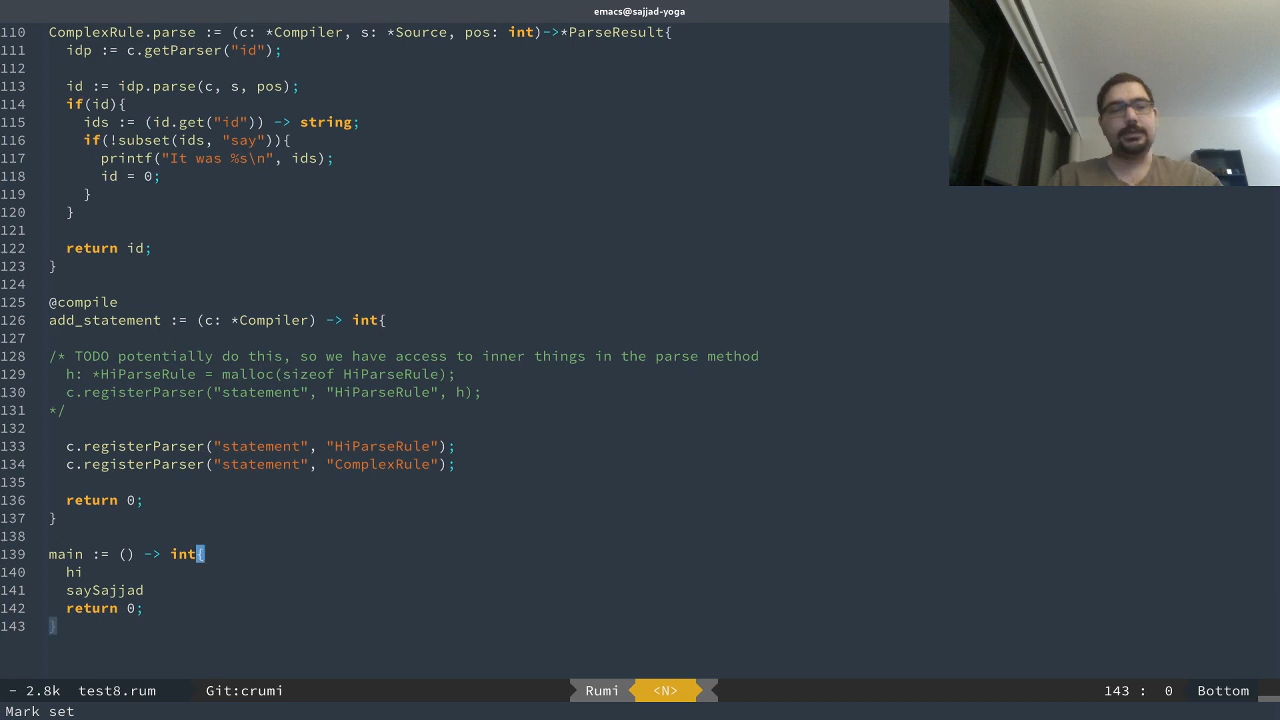 emacs@sajjad-yoga
110 ComplexRule.parse := (c: *Compiler, s: *Source, pos: int)->*ParseResult{
111 idp := c.getParser("id");
112
113 id := idp.parse(c, s, pos);
114 if(id){
115 ids := (id.get("id")) -> string;
116 if(!subset(ids, "say")){
117 printf("It was %s\n", ids);
118 id = 0;
119 }
120 }
121
122 return id;
123 }
124
125 @compile
126 add_statement := (c: *Compiler) -> int{
127
128 /* TODO potentially do this, so we have access to inner things in the parse method
129 h: *HiParseRule = malloc(sizeof HiParseRule);
130 c.registerParser("statement", "HiParseRule", h);
131 */
132
133 c.registerParser("statement", "HiParseRule");
134 c.registerParser("statement", "ComplexRule");
135
136 return 0;
137 }
138
139 main := () -> int{
140 hi
141 saySajjad
142 return 0;
143 }
- 2.8k test8.rum Git:crumi Rumi <N> 143 : 0 Bottom
Mark set